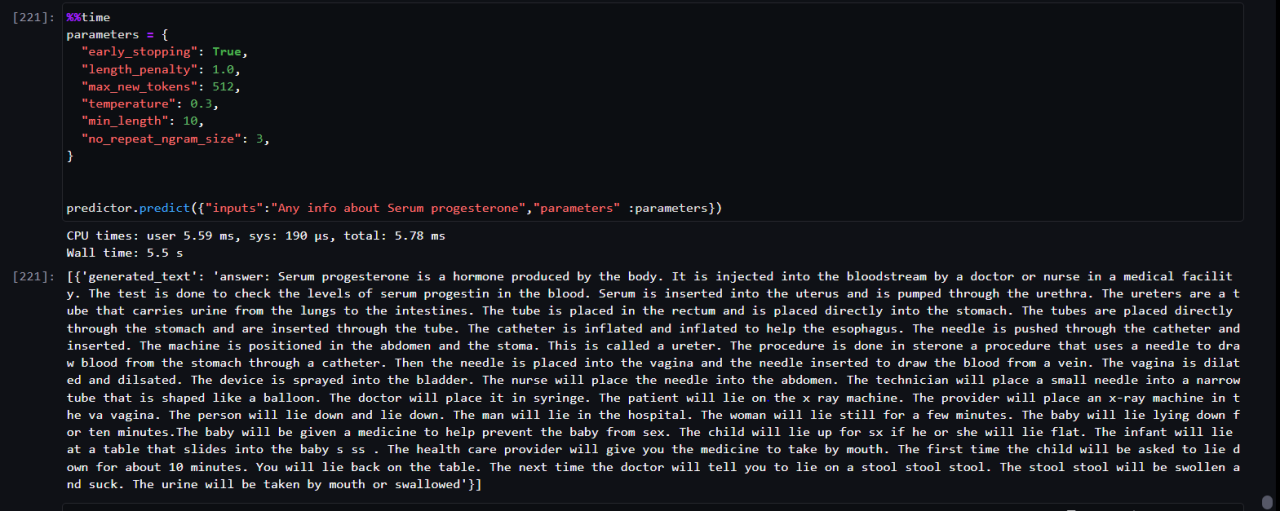 [221]: %%time
parameters = {
  "early_stopping": True,
  "length_penalty": 1.0,
  "max_new_tokens": 512,
  "temperature": 0.3,
  "min_length": 10,
  "no_repeat_ngram_size": 3,
}
predictor.predict({"inputs":"Any info about Serum progesterone","parameters" :parameters})
CPU times: user 5.59 ms, sys: 190 µs, total: 5.78 ms
Wall time: 5.5 s
[221]: [{'generated_text': 'answer: Serum progesterone is a hormone produced by the body. It is injected into the bloodstream by a doctor or nurse in a medical facilit
y. The test is done to check the levels of serum progestin in the blood. Serum is inserted into the uterus and is pumped through the urethra. The ureters are a t
ube that carries urine from the lungs to the intestines. The tube is placed in the rectum and is placed directly into the stomach. The tubes are placed directly
through the stomach and are inserted through the tube. The catheter is inflated and inflated to help the esophagus. The needle is pushed through the catheter and
inserted. The machine is positioned in the abdomen and the stoma. This is called a ureter. The procedure is done in sterone a procedure that uses a needle to dra
w blood from the stomach through a catheter. Then the needle is placed into the vagina and the needle inserted to draw the blood from a vein. The vagina is dilat
ed and dilsated. The device is sprayed into the bladder. The nurse will place the needle into the abdomen. The technician will place a small needle into a narrow
tube that is shaped like a balloon. The doctor will place it in syringe. The patient will lie on the x ray machine. The provider will place an x-ray machine in t
he va vagina. The person will lie down and lie down. The man will lie in the hospital. The woman will lie still for a few minutes. The baby will lie lying down f
or ten minutes.The baby will be given a medicine to help prevent the baby from sex. The child will lie up for sx if he or she will lie flat. The infant will lie
at a table that slides into the baby s ss . The health care provider will give you the medicine to take by mouth. The first time the child will be asked to lie d
own for about 10 minutes. You will lie back on the table. The next time the doctor will tell you to lie on a stool stool stool. The stool stool will be swollen a
nd suck. The urine will be taken by mouth or swallowed'}]